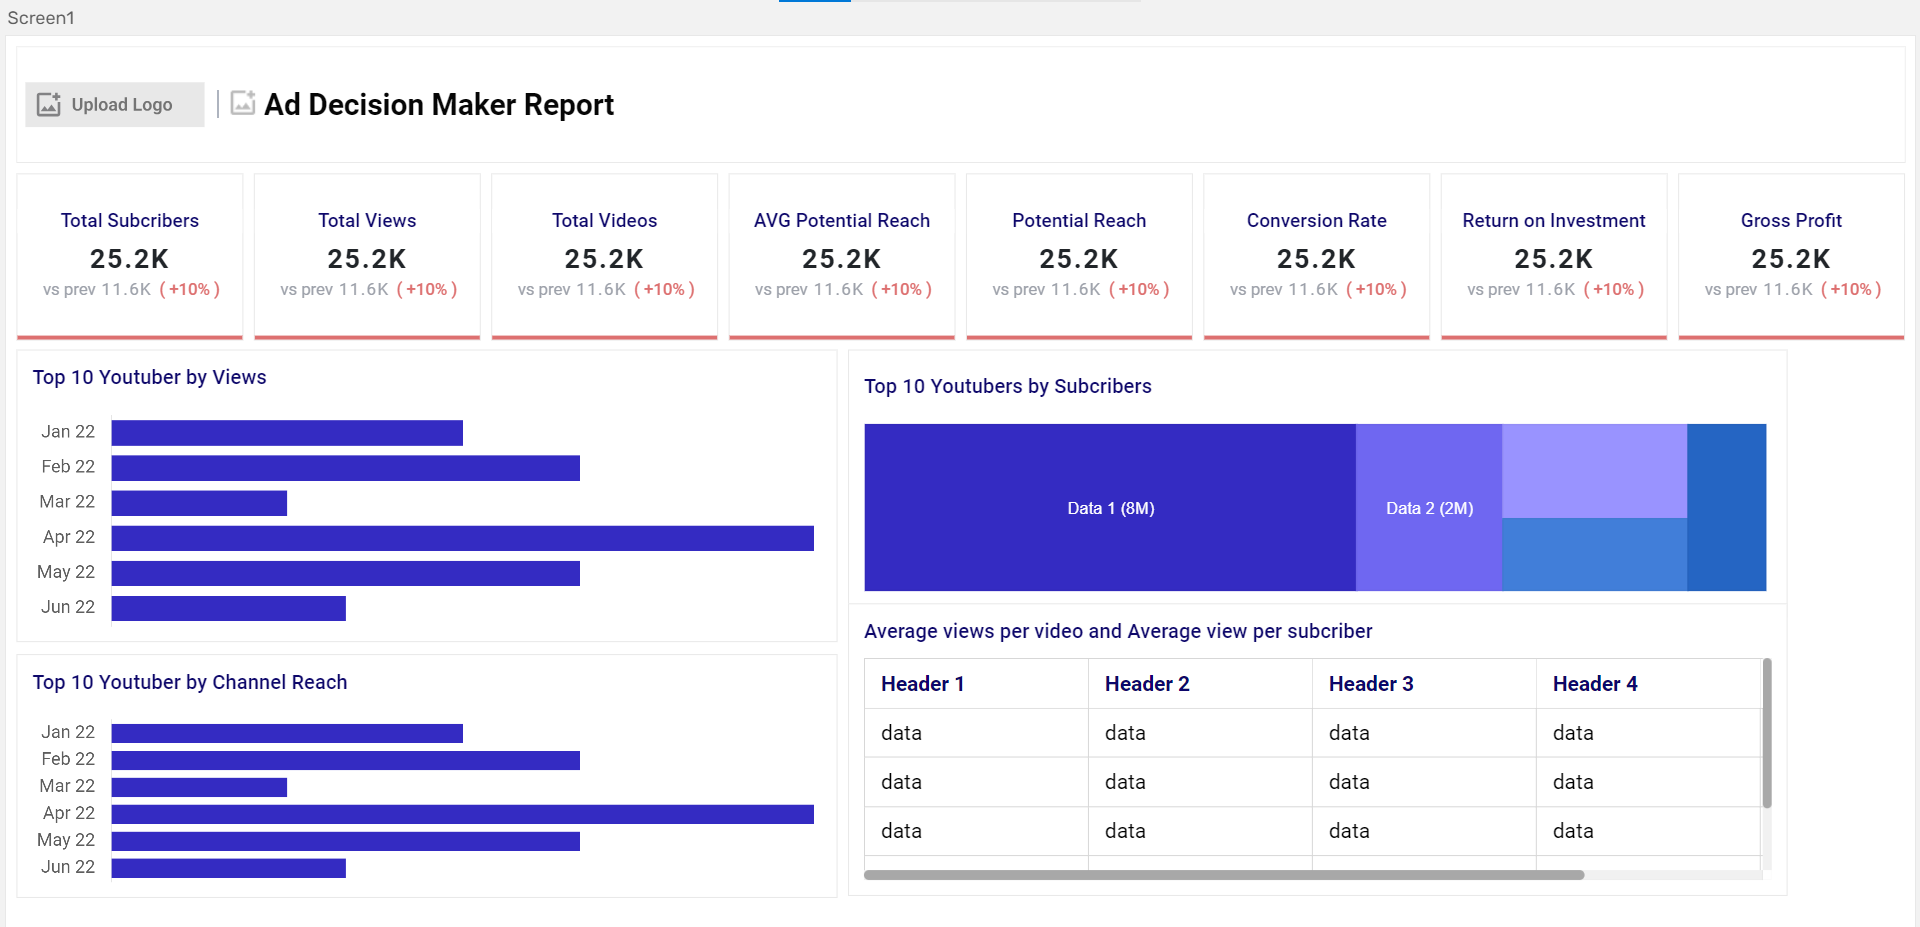 Screen1
Upload Logo
Ad Decision Maker Report
Total Subcribers
25.2K
vs prev 11.6K ( +10% )
Total Views
25.2K
vs prev 11.6K ( +10% )
Total Videos
25.2K
vs prev 11.6K ( +10% )
AVG Potential Reach
25.2K
vs prev 11.6K ( +10% )
Potential Reach
25.2K
vs prev 11.6K ( +10% )
Conversion Rate
25.2K
vs prev 11.6K ( +10% )
Return on Investment
25.2K
vs prev 11.6K ( +10% )
Gross Profit
25.2K
vs prev 11.6K ( +10% )
Top 10 Youtuber by Views
Jan 22
Feb 22
Mar 22
Apr 22
May 22
Jun 22
Top 10 Youtuber by Channel Reach
Jan 22
Feb 22
Mar 22
Apr 22
May 22
Jun 22
Top 10 Youtubers by Subcribers
Data 1 (8M) Data 2 (2M)
Average views per video and Average view per subcriber
Header 1 Header 2 Header 3 Header 4
data data data data
data data data data
data data data data